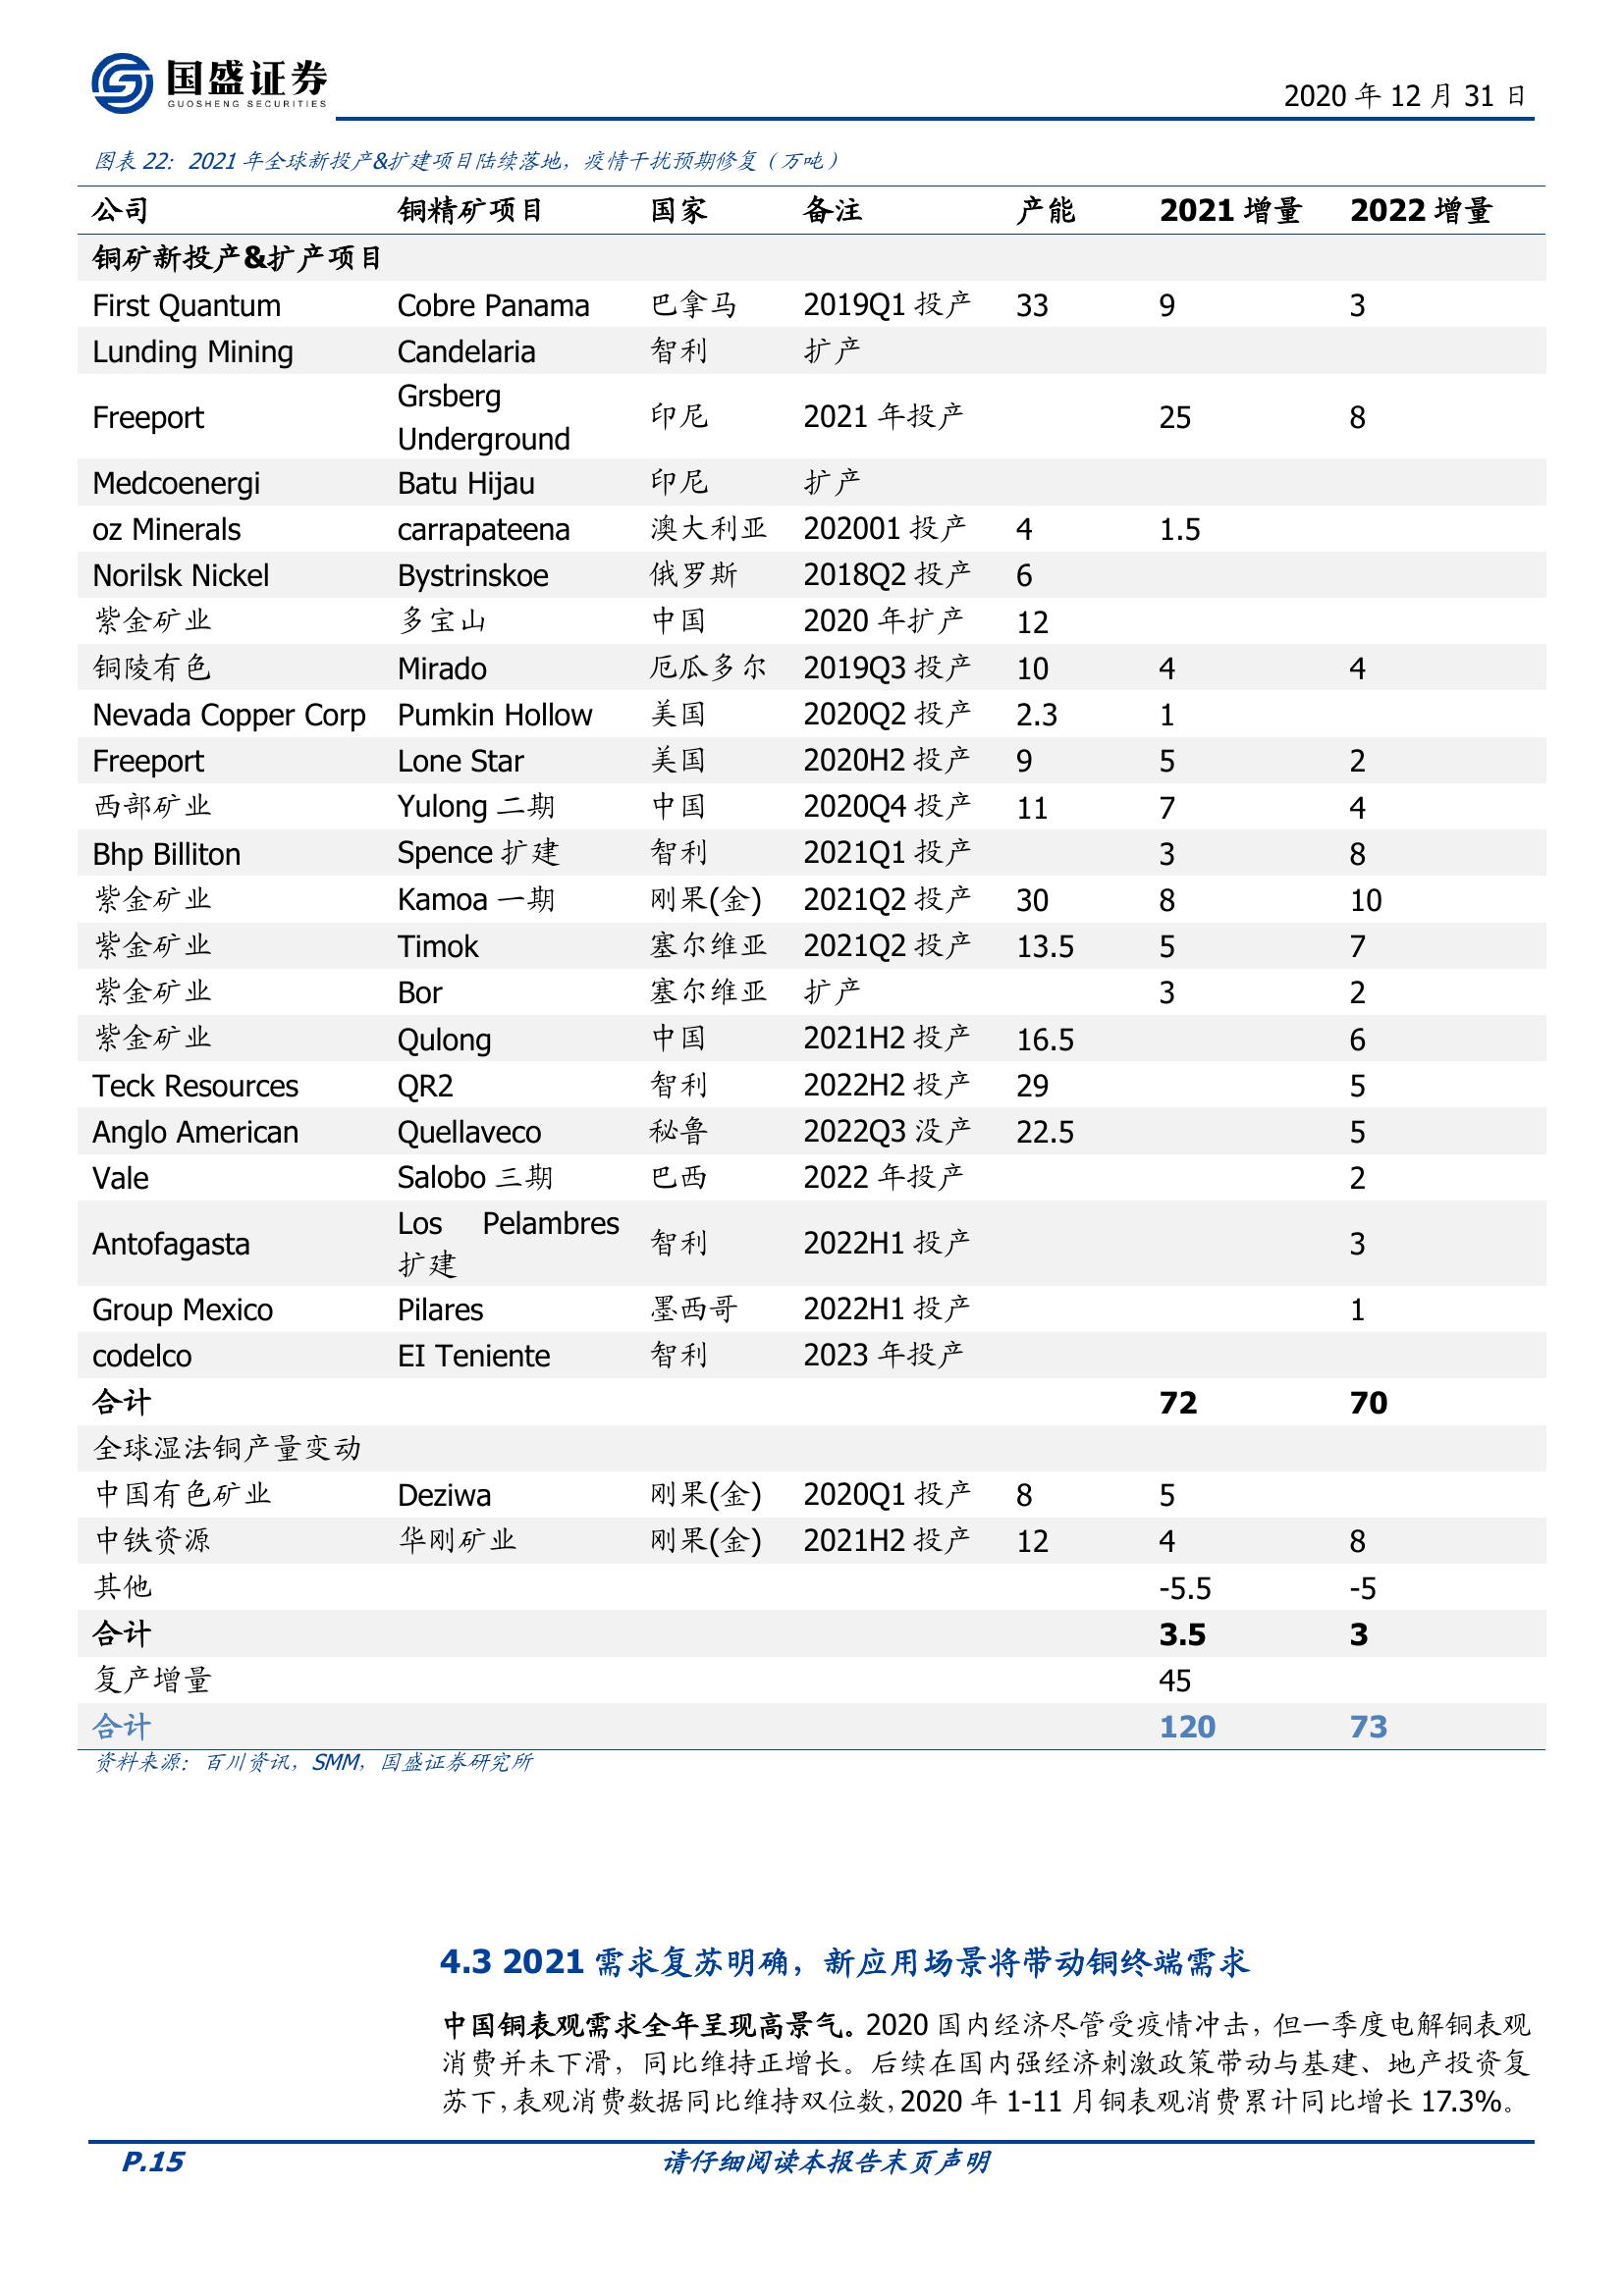 国盛证券
GUOSHENG SECURITIES
2020 年 12 月 31 日
图表 22：2021 年全球新投产&扩建项目陆续落地，疫情干扰预期修复（万吨）
公司 铜精矿项目 国家 备注 产能 2021 增量 2022 增量
铜矿新投产&扩产项目
First Quantum Cobre Panama 巴拿马 2019Q1 投产 33 9 3
Lunding Mining Candelaria 智利 扩产
Freeport Grsberg Underground 印尼 2021 年投产 25 8
Medcoenergi Batu Hijau 印尼 扩产
oz Minerals carrapateena 澳大利亚 202001 投产 4 1.5
Norilsk Nickel Bystrinskoe 俄罗斯 2018Q2 投产 6
紫金矿业 多宝山 中国 2020 年扩产 12
铜陵有色 Mirado 厄瓜多尔 2019Q3 投产 10 4 4
Nevada Copper Corp Pumkin Hollow 美国 2020Q2 投产 2.3 1
Freeport Lone Star 美国 2020H2 投产 9 5 2
西部矿业 Yulong 二期 中国 2020Q4 投产 11 7 4
Bhp Billiton Spence 扩建 智利 2021Q1 投产 3 8
紫金矿业 Kamoa 一期 刚果(金) 2021Q2 投产 30 8 10
紫金矿业 Timok 塞尔维亚 2021Q2 投产 13.5 5 7
紫金矿业 Bor 塞尔维亚 扩产 3 2
紫金矿业 Qulong 中国 2021H2 投产 16.5 6
Teck Resources QR2 智利 2022H2 投产 29 5
Anglo American Quellaveco 秘鲁 2022Q3 没产 22.5 5
Vale Salobo 三期 巴西 2022 年投产 2
Antofagasta Los Pelambres 扩建 智利 2022H1 投产 3
Group Mexico Pilares 墨西哥 2022H1 投产 1
codelco EI Teniente 智利 2023 年投产
合计 72 70
全球湿法铜产量变动
中国有色矿业 Deziwa 刚果(金) 2020Q1 投产 8 5
中铁资源 华刚矿业 刚果(金) 2021H2 投产 12 4 8
其他 -5.5 -5
合计 3.5 3
复产增量 45
合计 120 73
资料来源：百川资讯，SMM，国盛证券研究所
4.3 2021 需求复苏明确，新应用场景将带动铜终端需求
中国铜表观需求全年呈现高景气。2020 国内经济尽管受疫情冲击，但一季度电解铜表观
消费并未下滑，同比维持正增长。后续在国内强经济刺激政策带动与基建、地产投资复
苏下，表观消费数据同比维持双位数，2020 年 1-11 月铜表观消费累计同比增长 17.3%。
P.15 请仔细阅读本报告末页声明